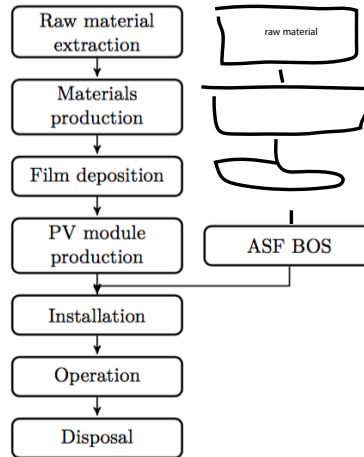 Raw material
extraction
raw material
Materials
production
Film deposition
PV module
production
ASF BOS
Installation
Operation
Disposal